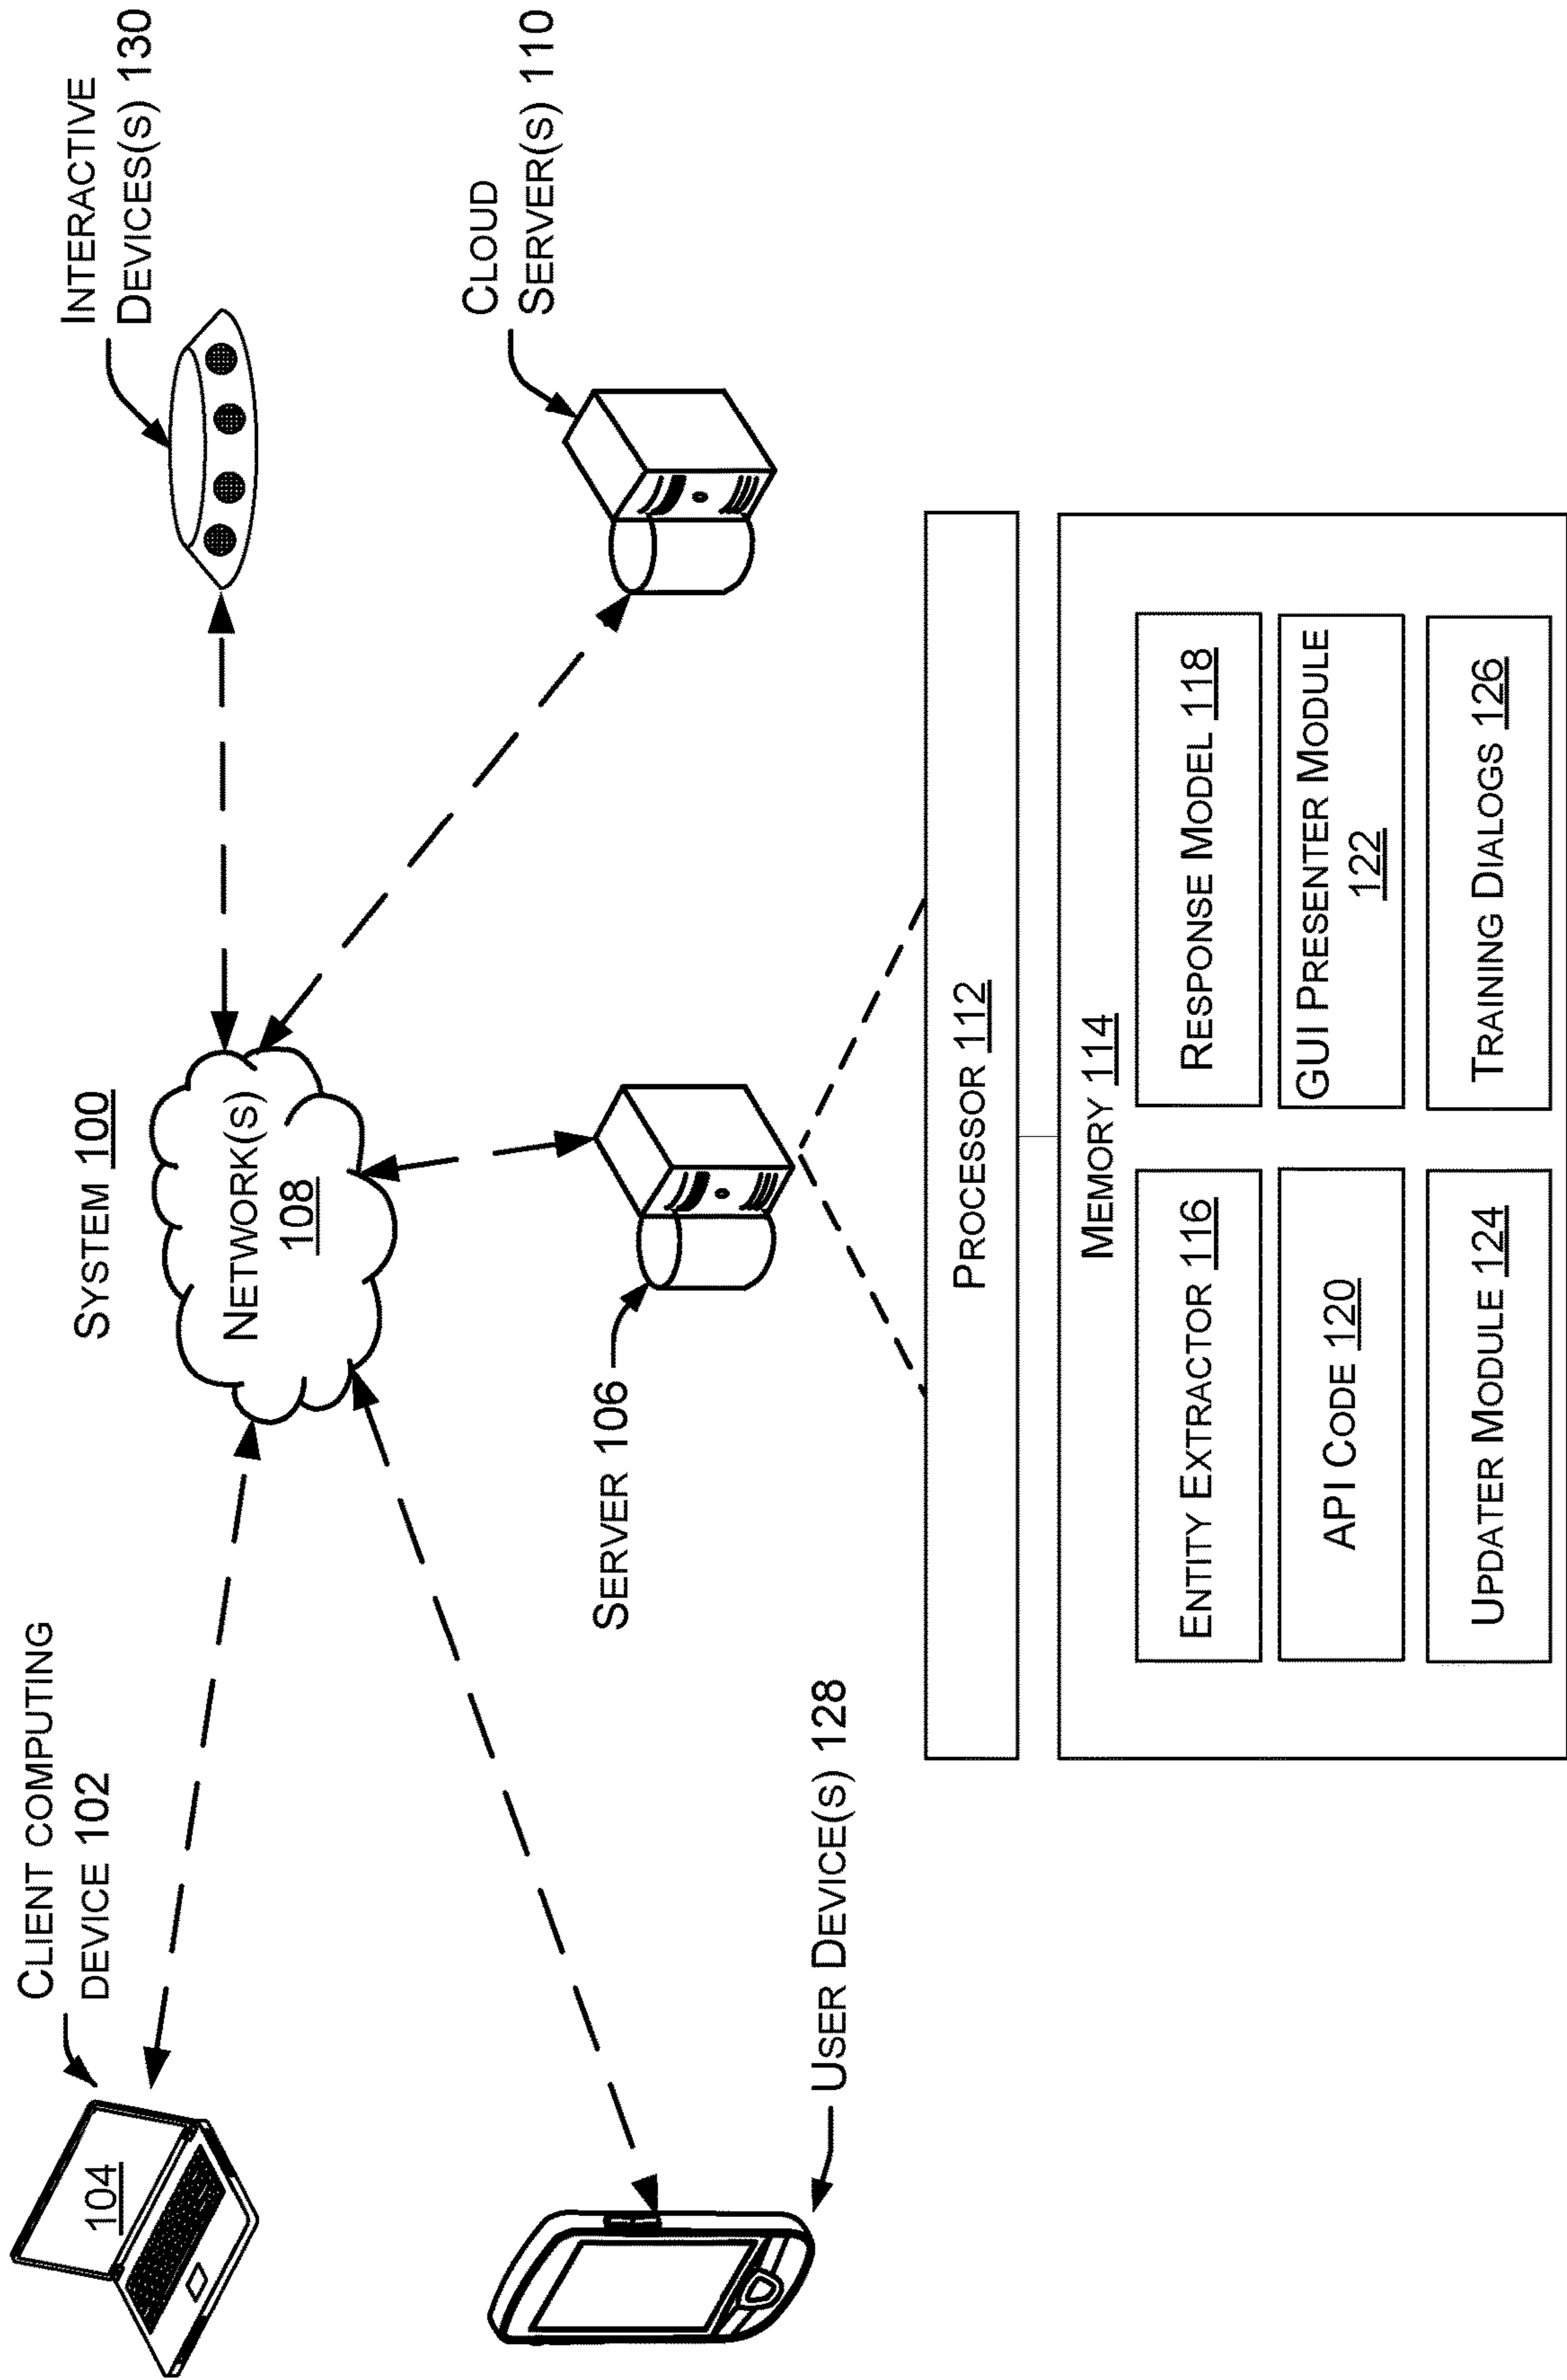 SYSTEM 100
CLIENT COMPUTING
DEVICE 102
104
NETWORK(S)
108
INTERACTIVE
DEVICES(S) 130
CLOUD
SERVER(S) 110
SERVER 106
USER DEVICE(S) 128
PROCESSOR 112
MEMORY 114
ENTITY EXTRACTOR 116
RESPONSE MODEL 118
API CODE 120
GUI PRESENTER MODULE
122
UPDATER MODULE 124
TRAINING DIALOGS 126